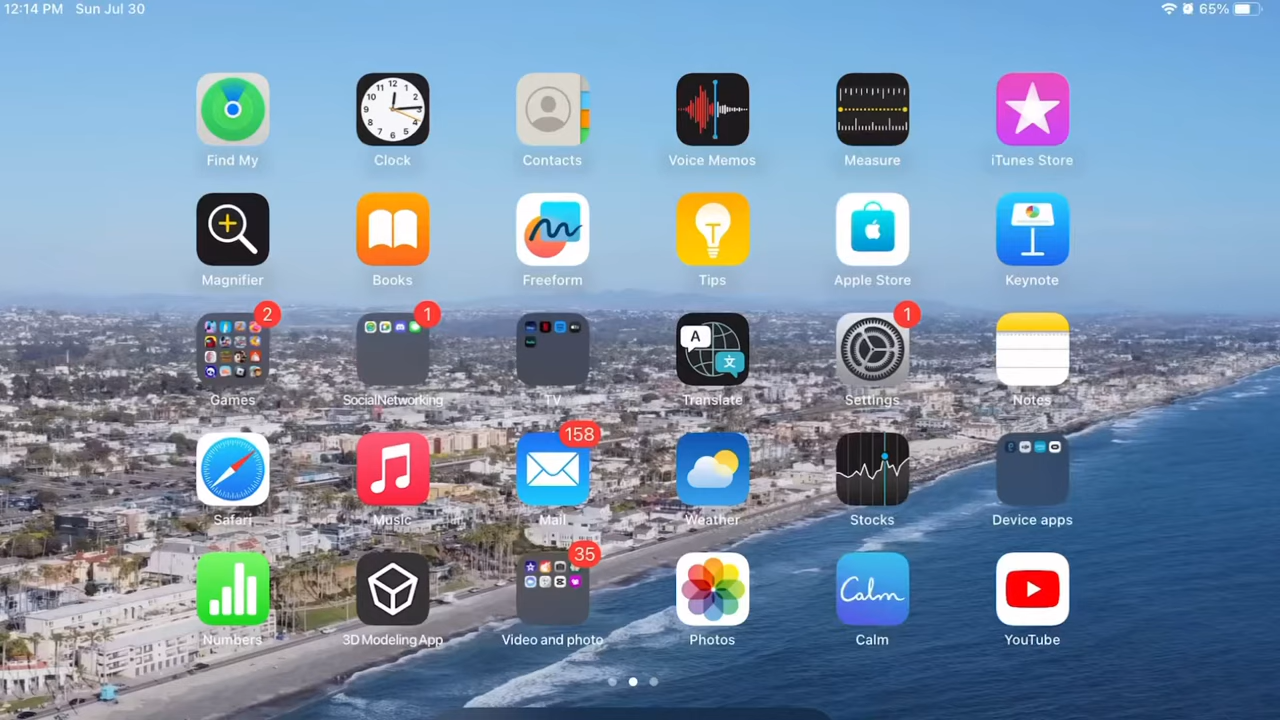 12:14 PM Sun Jul 30
65%
Find My
Clock
Contacts
Voice Memos
Measure
iTunes Store
Magnifier
Books
Freeform
Tips
Apple Store
Keynote
2
1
1
A
文
Games
SocialNetworking
TV
Translate
Settings
Notes
158
Safari
Music
Mail
Weather
Stocks
Device apps
35
Calm
Numbers
3D Modeling App
Video and photo
Photos
Calm
YouTube